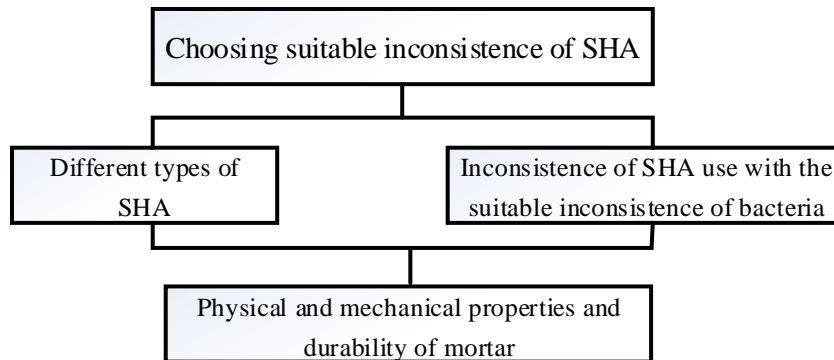 Choosing suitable inconsistence of SHA
Different types of
SHA
Inconsistence of SHA use with the
suitable inconsistence of bacteria
Physical and mechanical properties and
durability of mortar